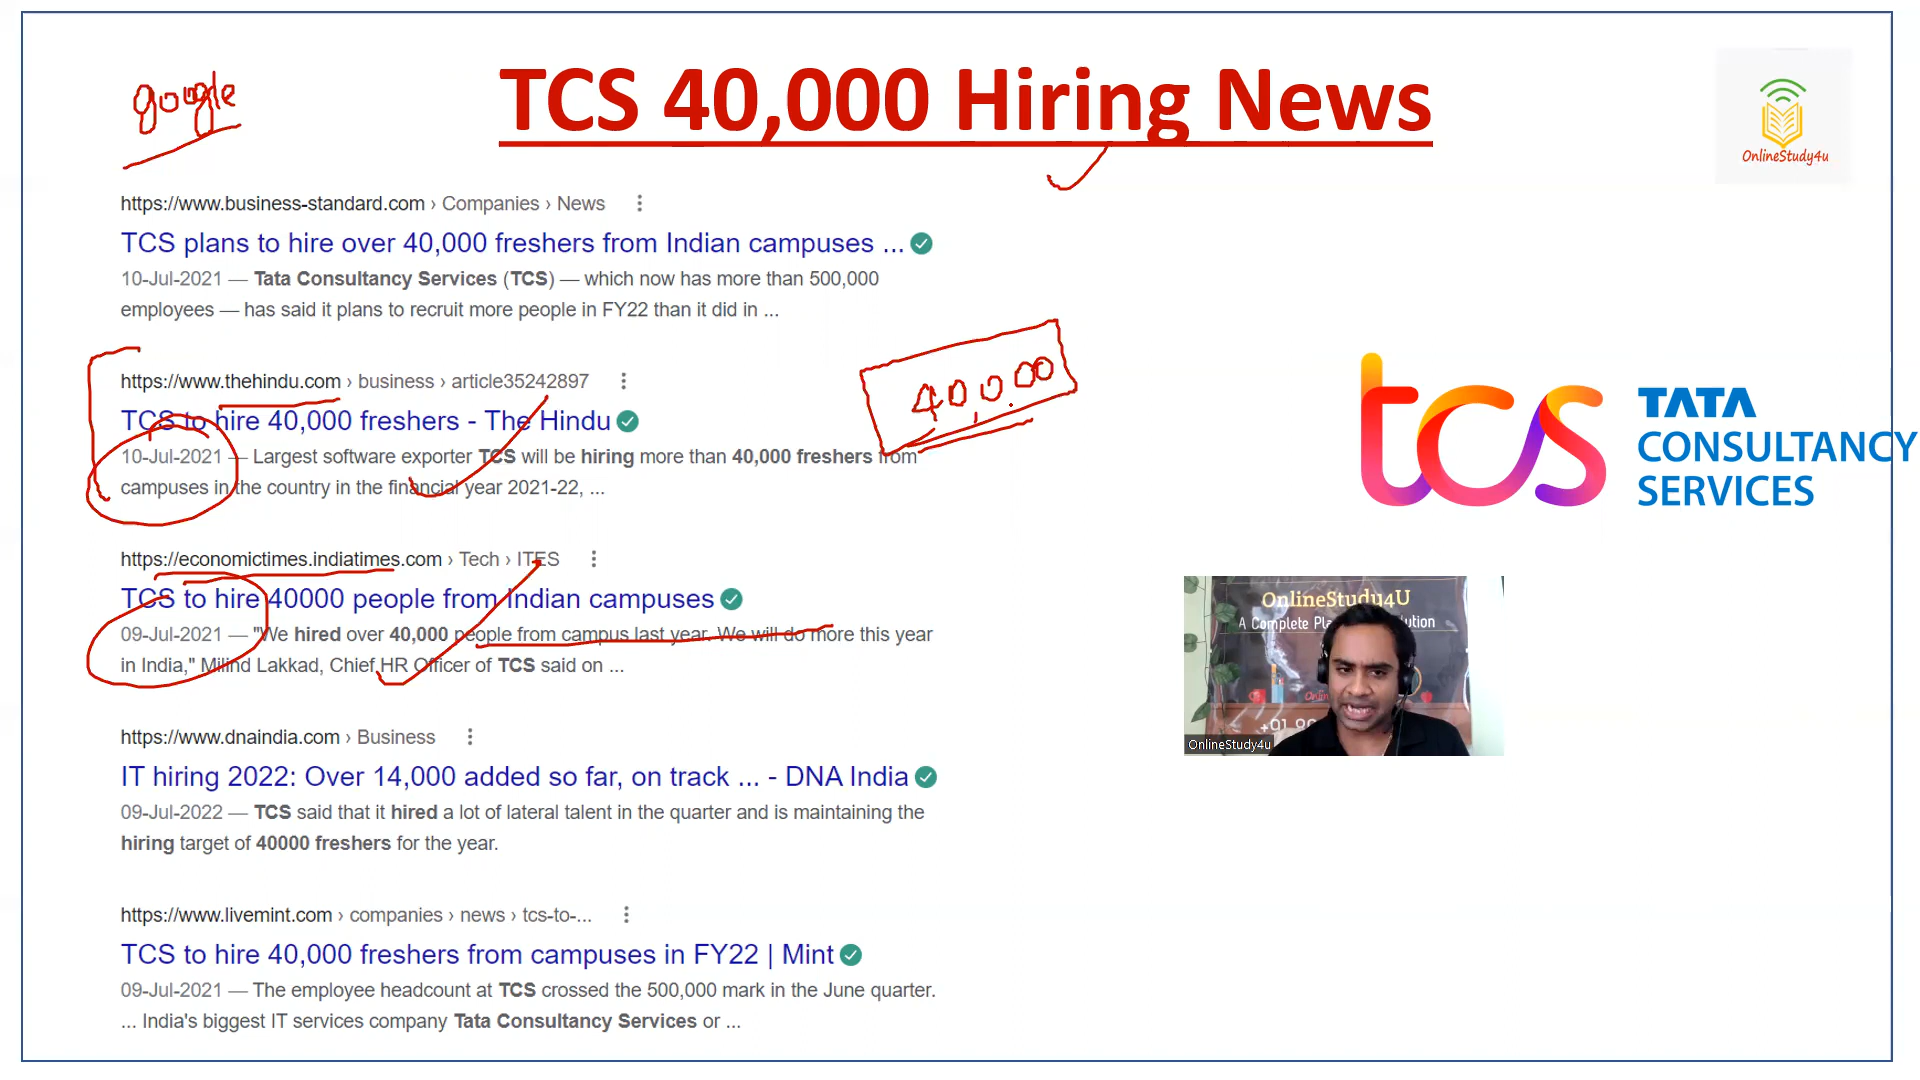 google
TCS 40,000 Hiring News
OnlineStudy4u
https://www.business-standard.com › Companies › News
TCS plans to hire over 40,000 freshers from Indian campuses ...
10-Jul-2021 — Tata Consultancy Services (TCS) — which now has more than 500,000
employees — has said it plans to recruit more people in FY22 than it did in ...
https://www.thehindu.com › business › article35242897
TCS to hire 40,000 freshers - The Hindu
10-Jul-2021 — Largest software exporter TCS will be hiring more than 40,000 freshers from
campuses in the country in the financial year 2021-22, ...
40,000
https://economictimes.indiatimes.com › Tech › ITES
TCS to hire 40000 people from Indian campuses
09-Jul-2021 — "We hired over 40,000 people from campus last year. We will do more this year
in India," Milind Lakkad, Chief HR Officer of TCS said on ...
https://www.dnaindia.com › Business
IT hiring 2022: Over 14,000 added so far, on track ... - DNA India
09-Jul-2022 — TCS said that it hired a lot of lateral talent in the quarter and is maintaining the
hiring target of 40000 freshers for the year.
https://www.livemint.com › companies › news › tcs-to-...
TCS to hire 40,000 freshers from campuses in FY22 | Mint
09-Jul-2021 — The employee headcount at TCS crossed the 500,000 mark in the June quarter.
... India's biggest IT services company Tata Consultancy Services or ...
tcs
TATA
CONSULTANCY
SERVICES
OnlineStudy4U
A Complete
+91
OnlineStudy4u